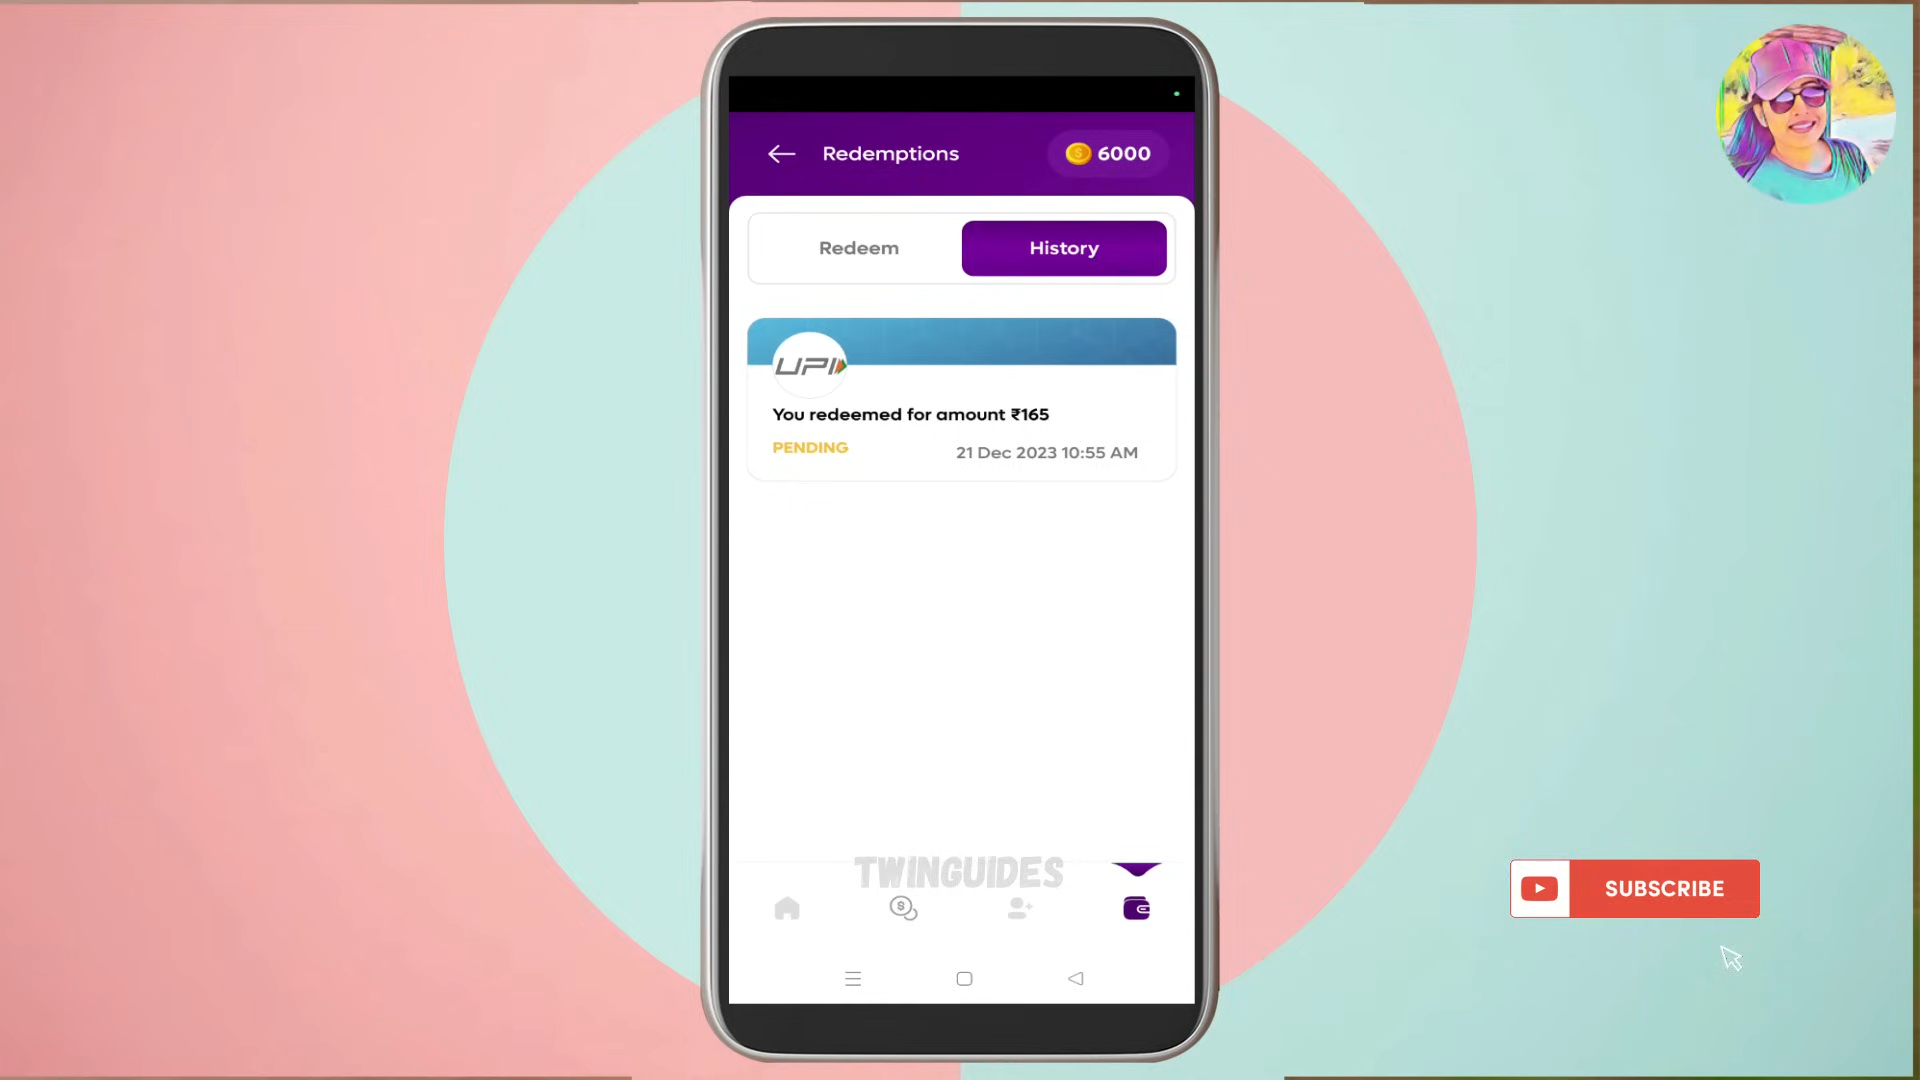 Redemptions
6000
Redeem
History
UPI
You redeemed for amount ₹165
PENDING
21 Dec 2023 10:55 AM
TWINGUIDES
SUBSCRIBE